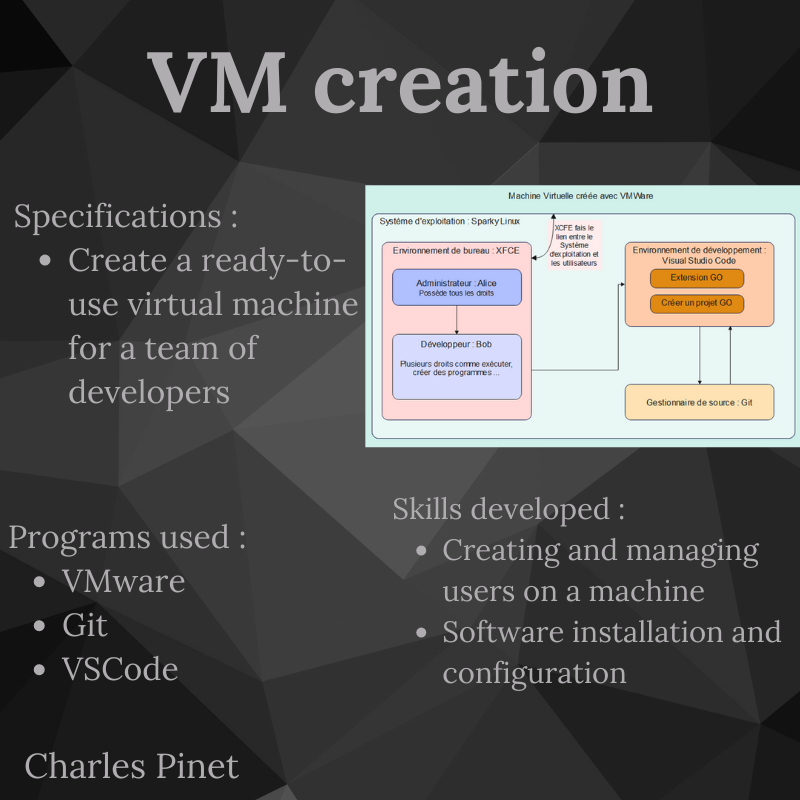 VM creation
Specifications :
Create a ready-to-
use virtual machine
for a team of
developers
Machine Virtuelle créée avec VMWare
Système d'exploitation : Sparky Linux
Environnement de bureau : XFCE
Administrateur : Alice
Possède tous les droits
Développeur : Bob
Plusieurs droits comme exécuter,
créer des programmes ...
XCFE fais le
lien entre le
Système
d'exploitation et
les utilisateurs
Environnement de développement :
Visual Studio Code
Extension GO
Créer un projet GO
Gestionnaire de source : Git
Programs used :
VMware
Git
VSCode
Skills developed :
Creating and managing
users on a machine
Software installation and
configuration
Charles Pinet